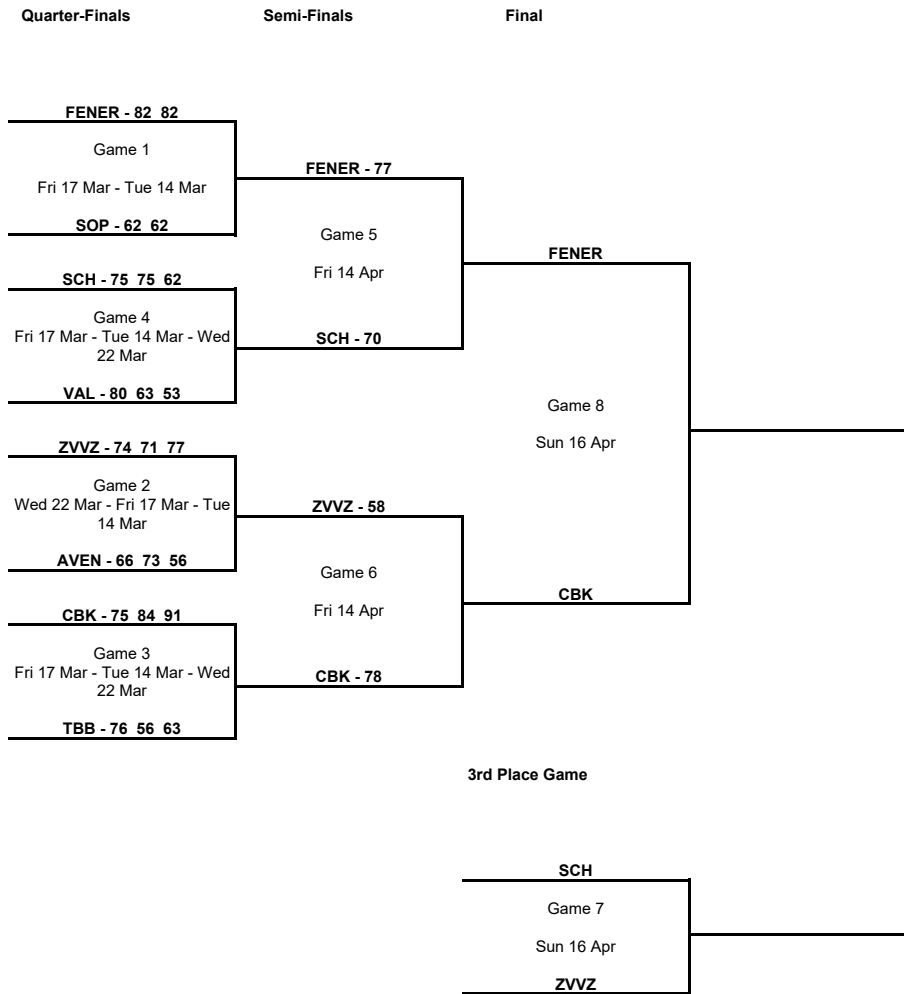 Quarter-Finals
Semi-Finals
Final
FENER - 82 82
Game 1
Fri 17 Mar - Tue 14 Mar
SOP - 62 62
SCH - 75 75 62
Game 4
Fri 17 Mar - Tue 14 Mar - Wed
22 Mar
VAL - 80 63 53
ZVVZ - 74 71 77
Game 2
Wed 22 Mar - Fri 17 Mar - Tue
14 Mar
AVEN - 66 73 56
CBK - 75 84 91
Game 3
Fri 17 Mar - Tue 14 Mar - Wed
22 Mar
TBB - 76 56 63
FENER - 77
Game 5
Fri 14 Apr
SCH - 70
ZVVZ - 58
Game 6
Fri 14 Apr
CBK - 78
FENER
Game 8
Sun 16 Apr
CBK
3rd Place Game
SCH
Game 7
Sun 16 Apr
ZVVZ